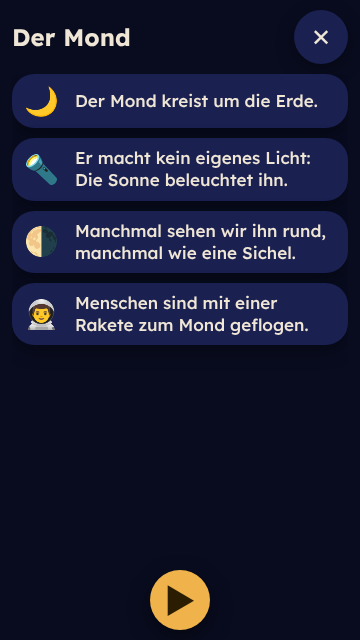 Der Mond
Der Mond kreist um die Erde.
Er macht kein eigenes Licht:
Die Sonne beleuchtet ihn.
Manchmal sehen wir ihn rund,
manchmal wie eine Sichel.
Menschen sind mit einer
Rakete zum Mond geflogen.